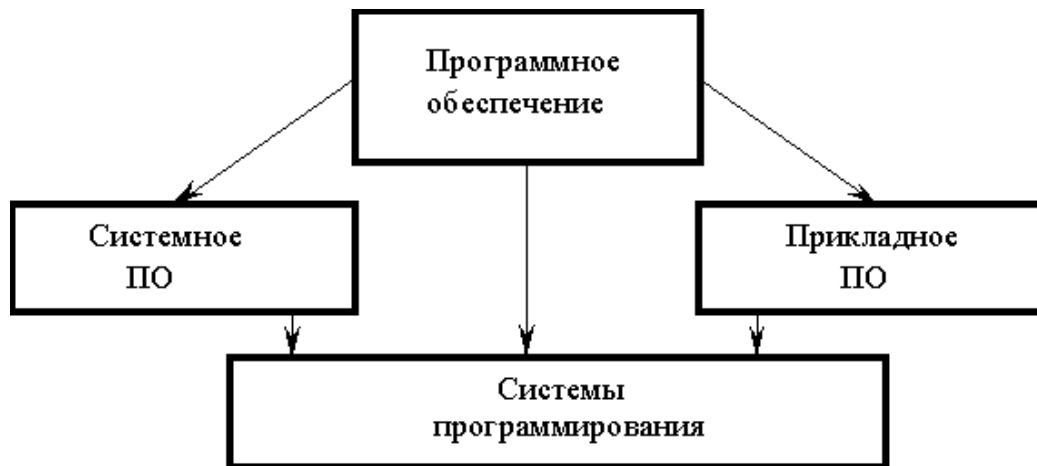 Программное
обеспечение
Системное
ПО
Прикладное
ПО
Системы
программирования